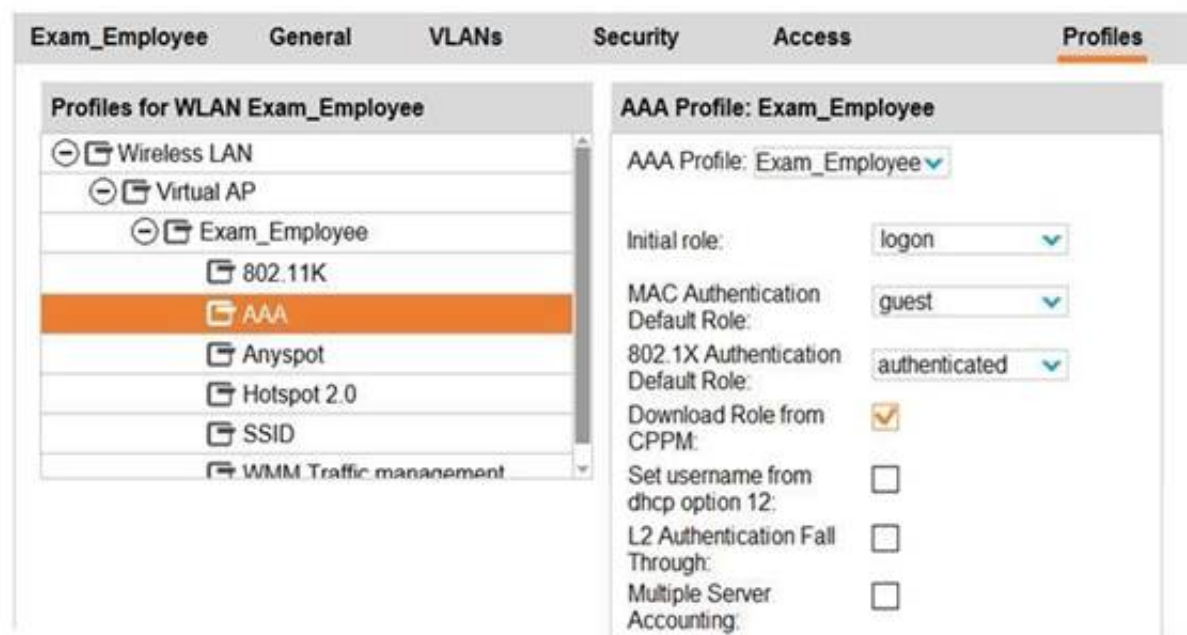 Exam_Employee General VLANs Security Access Profiles
Profiles for WLAN Exam_Employee
Wireless LAN
Virtual AP
Exam_Employee
802.11K
AAA
Anyspot
Hotspot 2.0
SSID
WMM Traffic management
AAA Profile: Exam_Employee
AAA Profile: Exam_Employee
Initial role: logon
MAC Authentication
Default Role: guest
802.1X Authentication
Default Role: authenticated
Download Role from
CPPM:
Set username from
dhcp option 12:
L2 Authentication Fall
Through:
Multiple Server
Accounting: